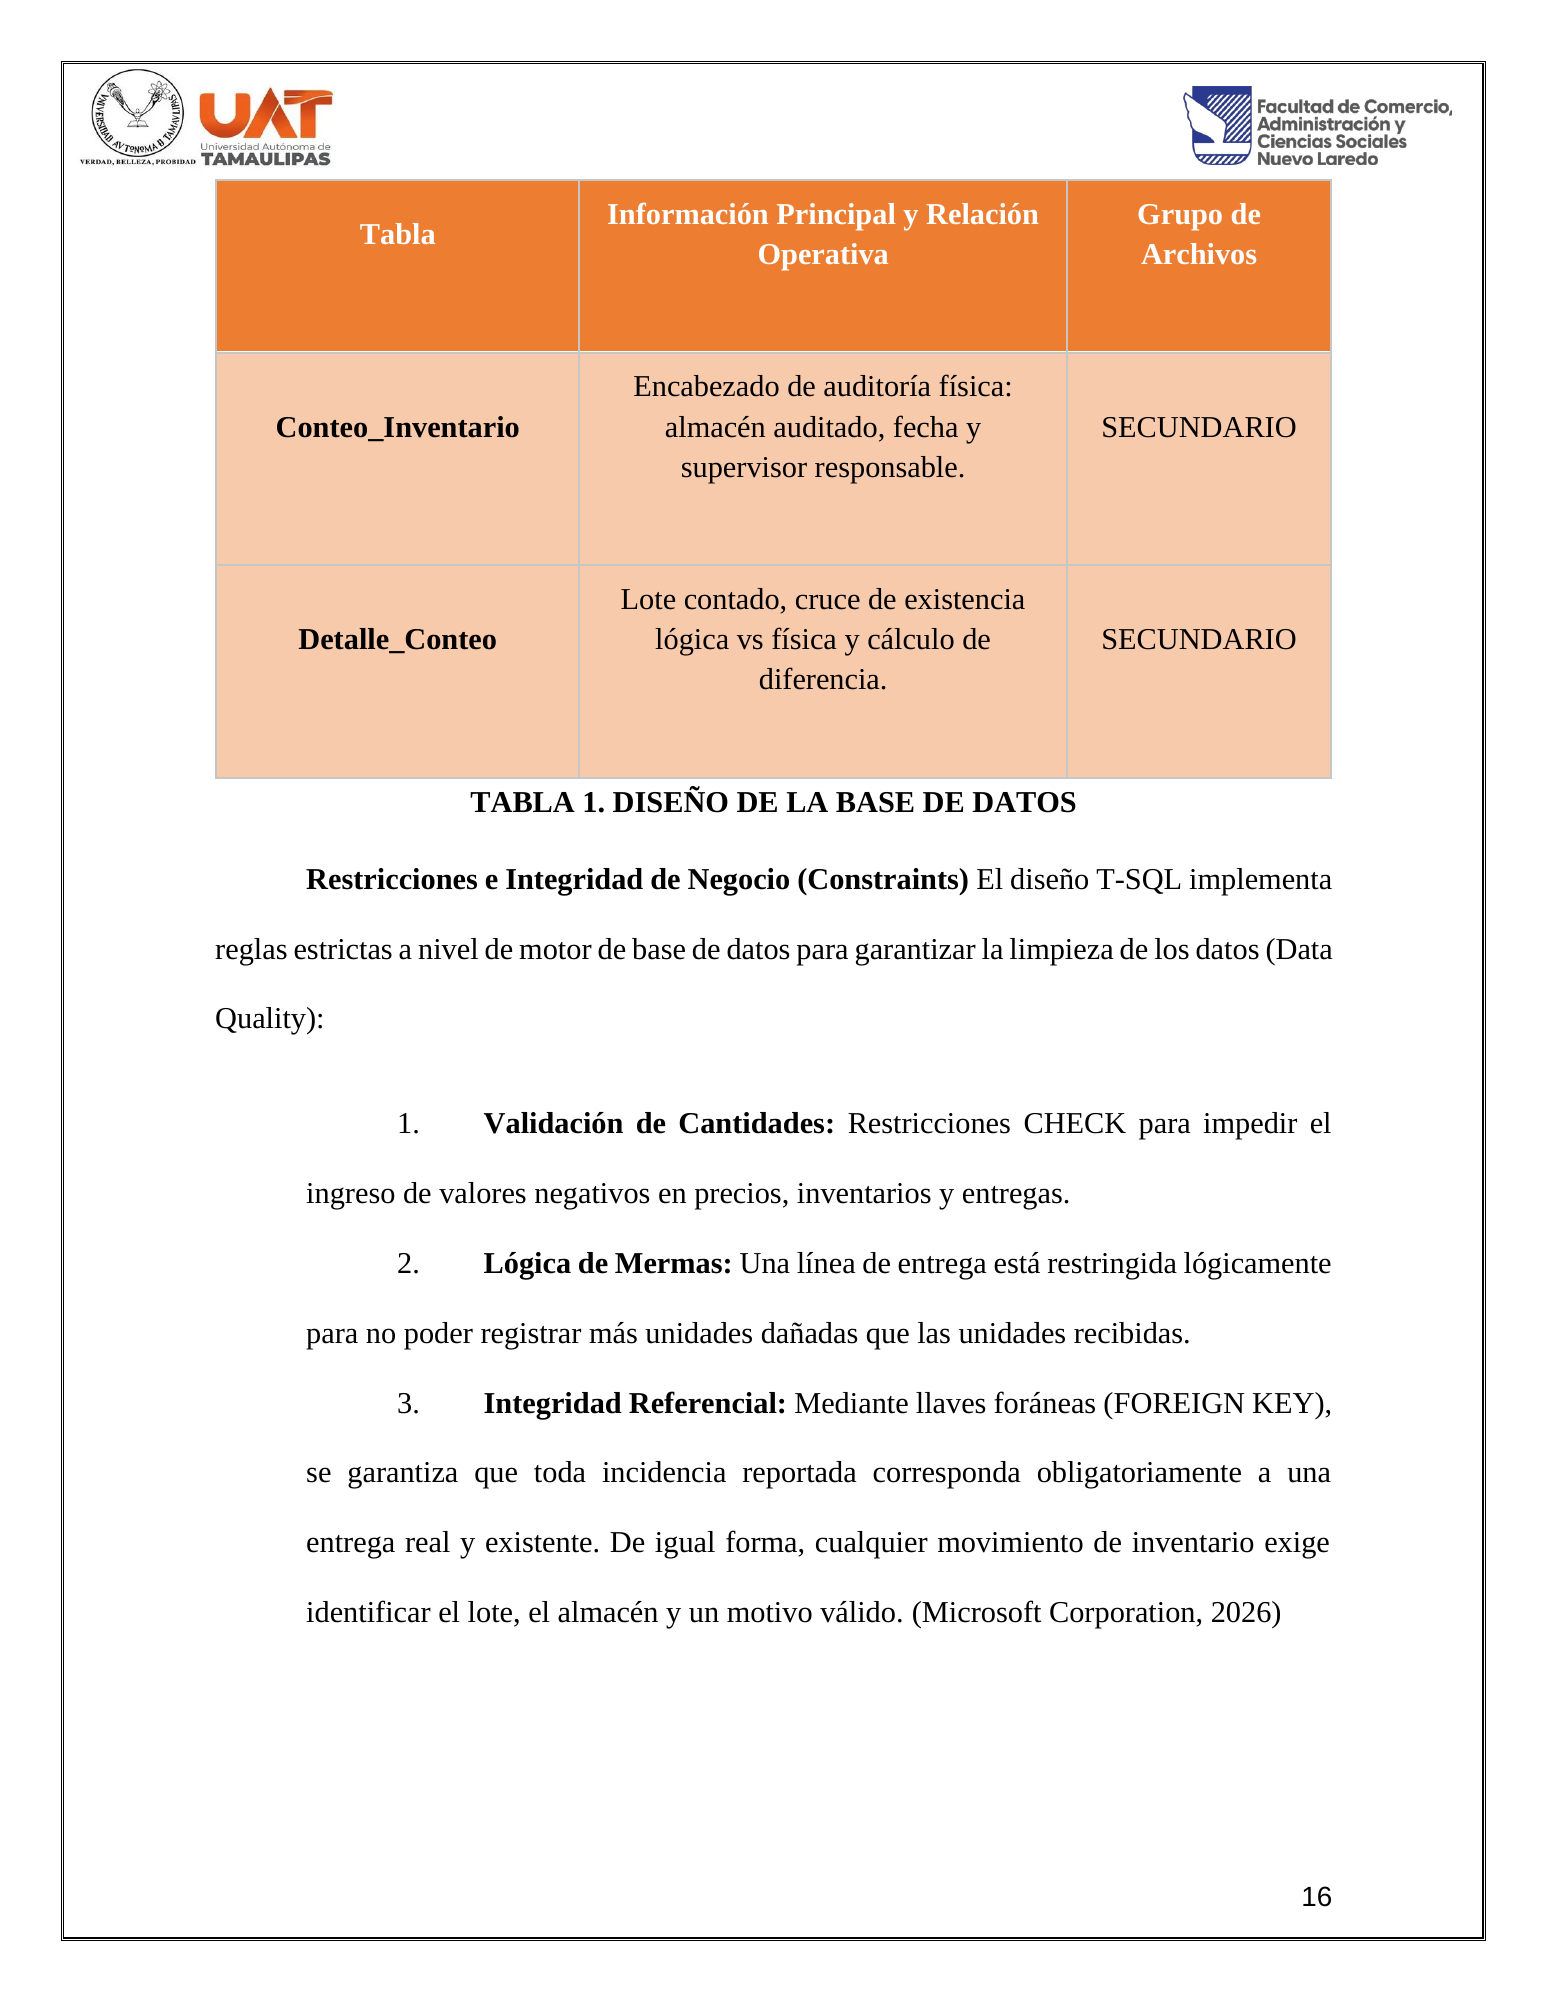 UNIVERSIDAD AVTONOMA D TAMAVLIPAS
VERDAD, BELLEZA, PROBIDAD
UAT
Universidad Autónoma de
TAMAULIPAS
Facultad de Comercio,
Administración y
Ciencias Sociales
Nuevo Laredo
Tabla
Información Principal y Relación
Operativa
Grupo de
Archivos
Conteo_Inventario
Encabezado de auditoría física:
almacén auditado, fecha y
supervisor responsable.
SECUNDARIO
Detalle_Conteo
Lote contado, cruce de existencia
lógica vs física y cálculo de
diferencia.
SECUNDARIO
TABLA 1. DISEÑO DE LA BASE DE DATOS
Restricciones e Integridad de Negocio (Constraints) El diseño T-SQL implementa
reglas estrictas a nivel de motor de base de datos para garantizar la limpieza de los datos (Data
Quality):
1. Validación de Cantidades: Restricciones CHECK para impedir el
ingreso de valores negativos en precios, inventarios y entregas.
2. Lógica de Mermas: Una línea de entrega está restringida lógicamente
para no poder registrar más unidades dañadas que las unidades recibidas.
3. Integridad Referencial: Mediante llaves foráneas (FOREIGN KEY),
se garantiza que toda incidencia reportada corresponda obligatoriamente a una
entrega real y existente. De igual forma, cualquier movimiento de inventario exige
identificar el lote, el almacén y un motivo válido. (Microsoft Corporation, 2026)
16